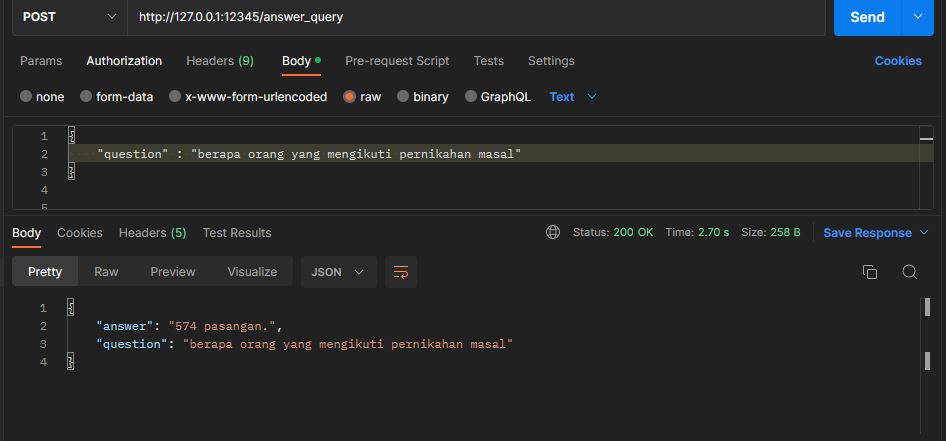 POST http://127.0.0.1:12345/answer_query Send
Params Authorization Headers (9) Body Pre-request Script Tests Settings Cookies
none form-data x-www-form-urlencoded raw binary GraphQL Text
1 {
2 "question" : "berapa orang yang mengikuti pernikahan masal"
3 }
4
5
Body Cookies Headers (5) Test Results Status: 200 OK Time: 2.70 s Size: 258 B Save Response
Pretty Raw Preview Visualize JSON
1 {
2 "answer": "574 pasangan.",
3 "question": "berapa orang yang mengikuti pernikahan masal"
4 }